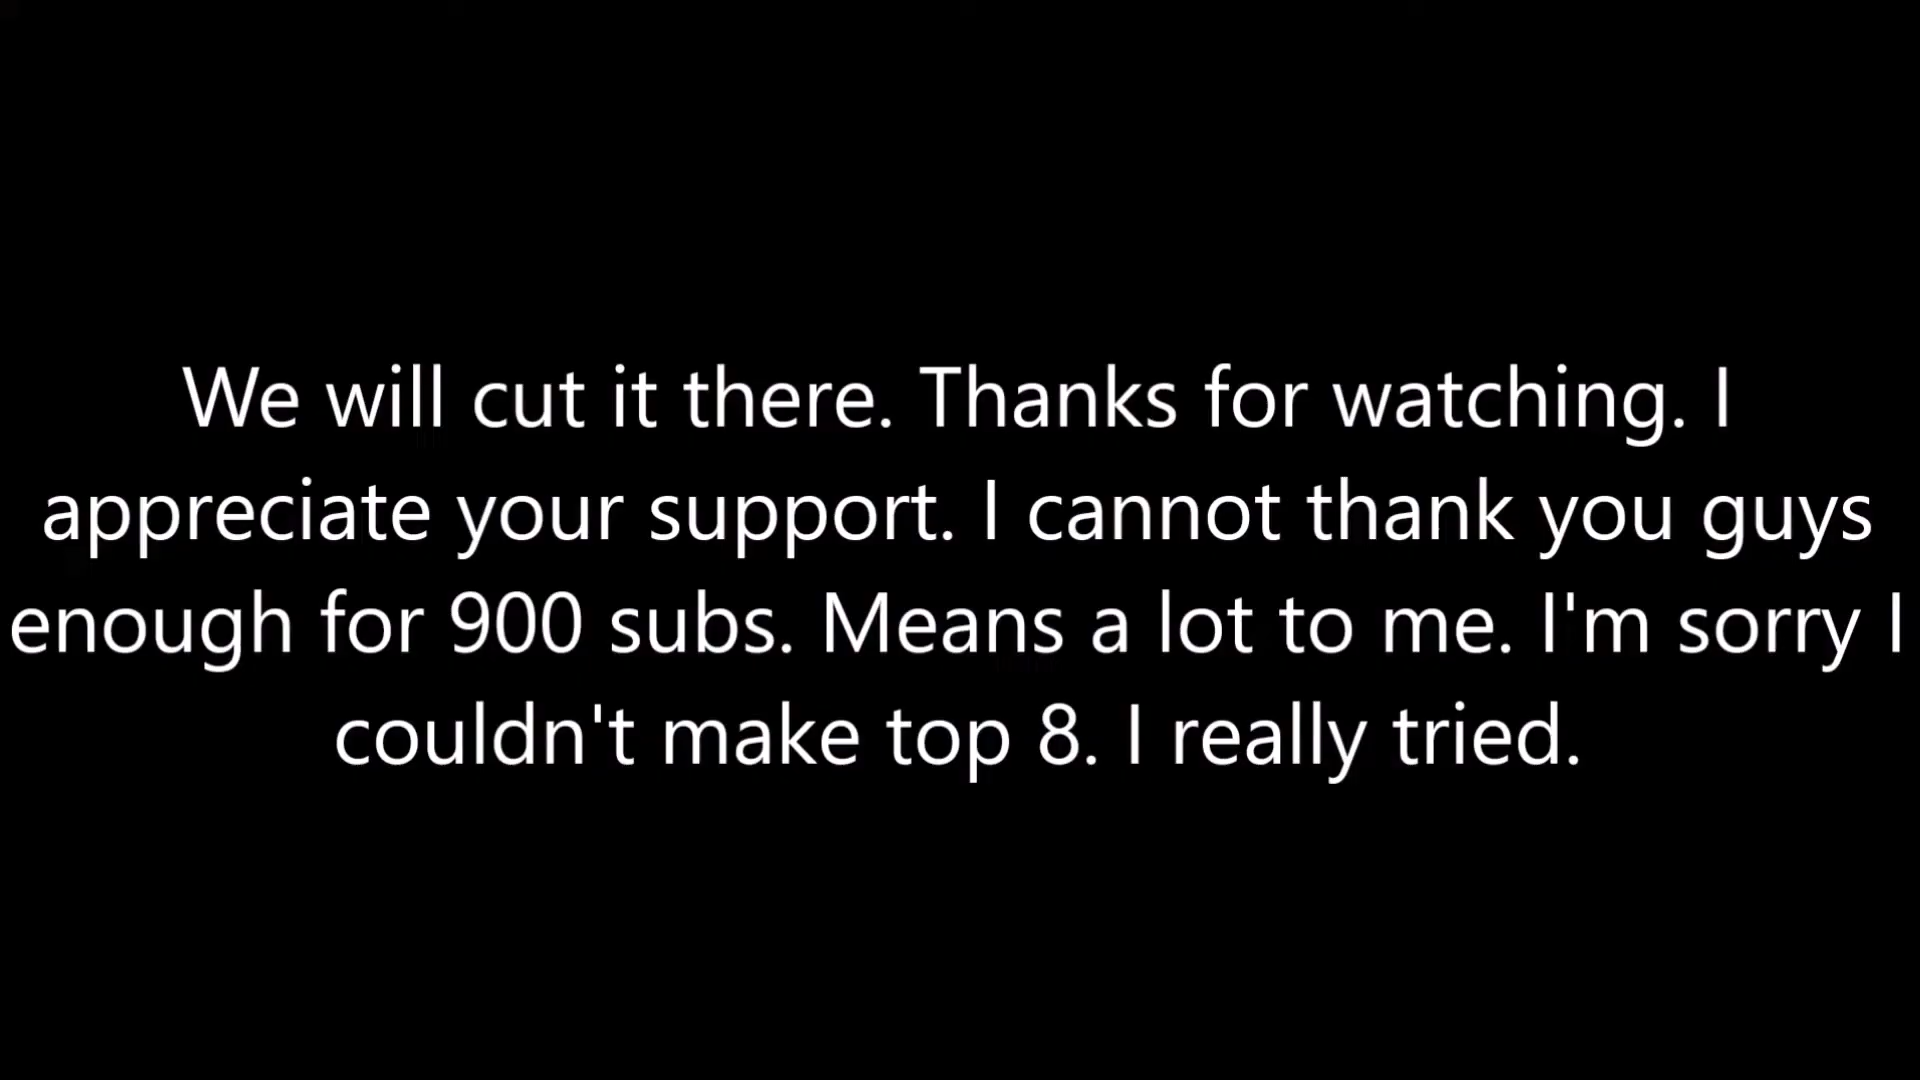 We will cut it there. Thanks for watching. I
appreciate your support. I cannot thank you guys
enough for 900 subs. Means a lot to me. I'm sorry I
couldn't make top 8. I really tried.